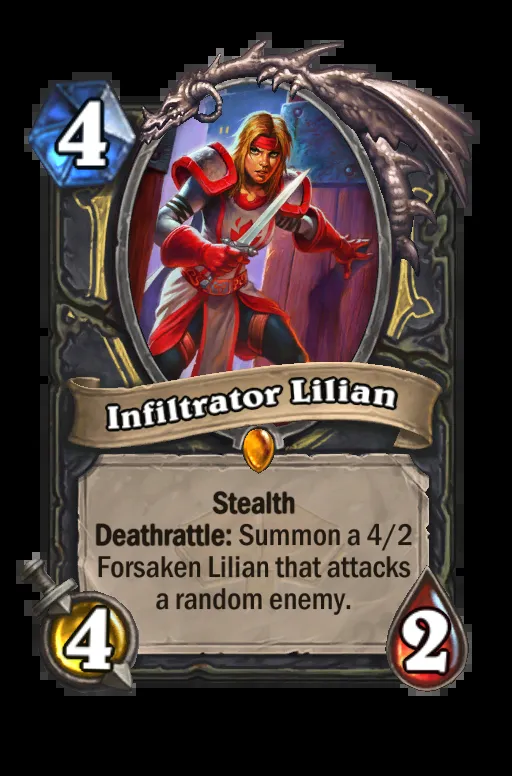 4
Infiltrator Lilian
Stealth
Deathrattle: Summon a 4/2
Forsaken Lilian that attacks
a random enemy.
4
2